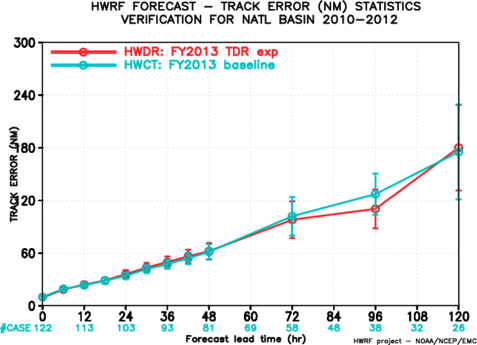 HWRF FORECAST – TRACK ERROR (NM) STATISTICS
VERIFICATION FOR NATL BASIN 2010–2012
HWDR: FY2013 TDR exp
HWCT: FY2013 baseline
TRACK ERROR (NM)
300
240
180
120
60
0
0 12 24 36 48 60 72 84 96 108 120
#CASE 122 113 103 93 81 69 58 48 38 32 26
Forecast lead time (hr)
HWRF project – NOAA/NCEP/EMC